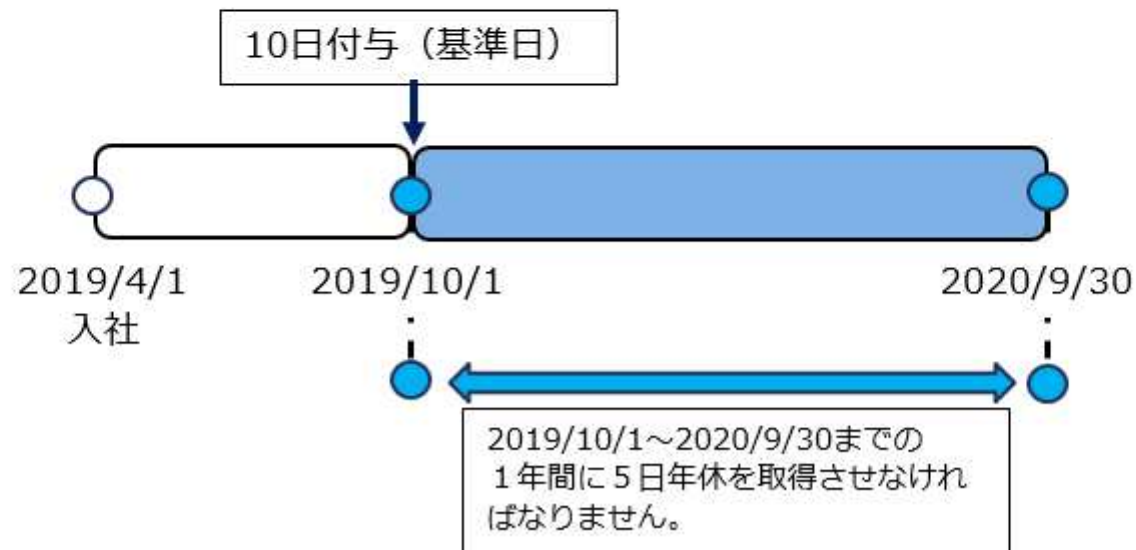 10日付与（基準日）
2019/4/1
入社
2019/10/1
2020/9/30
2019/10/1～2020/9/30までの
１年間に５日年休を取得させなけれ
ばなりません。